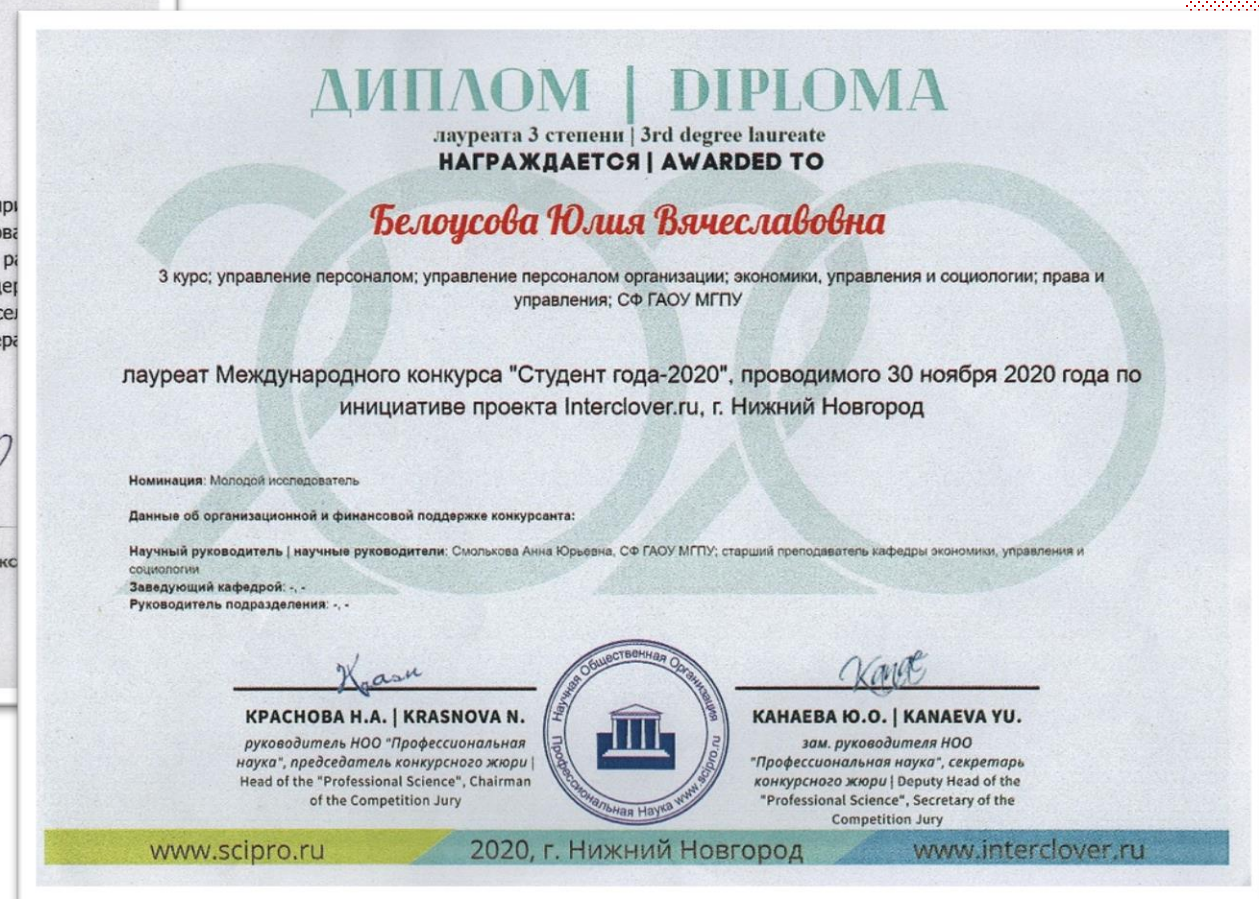 ДИПЛОМ | DIPLOMA
лауреата 3 степени | 3rd degree laureate
НАГРАЖДАЕТСЯ | AWARDED TO
Белоусова Юлия Вячеславовна
3 курс; управление персоналом; управление персоналом организации; экономики, управления и социологии; права и
управления; СФ ГАОУ МГПУ
лауреат Международного конкурса "Студент года-2020", проводимого 30 ноября 2020 года по
инициативе проекта Interclover.ru, г. Нижний Новгород
2020
Номинация: Молодой исследователь
Данные об организационной и финансовой поддержке конкурсанта:
Научный руководитель | научные руководители: Смолькова Анна Юрьевна, СФ ГАОУ МГПУ; старший преподаватель кафедры экономики, управления и
социологии
Заведующий кафедрой: -, -
Руководитель подразделения: -, -
КРАСНОВА Н.А. | KRASNOVA N.
руководитель НОО "Профессиональная
наука", председатель конкурсного жюри |
Head of the "Professional Science", Chairman
of the Competition Jury
Научная Общественная Организация
Профессиональная Наука www.scipro.ru
КАНАЕВА Ю.О. | KANAEVA YU.
зам. руководителя НОО
"Профессиональная наука", секретарь
конкурсного жюри | Deputy Head of the
"Professional Science", Secretary of the
Competition Jury
www.scipro.ru
2020, г. Нижний Новгород
www.interclover.ru